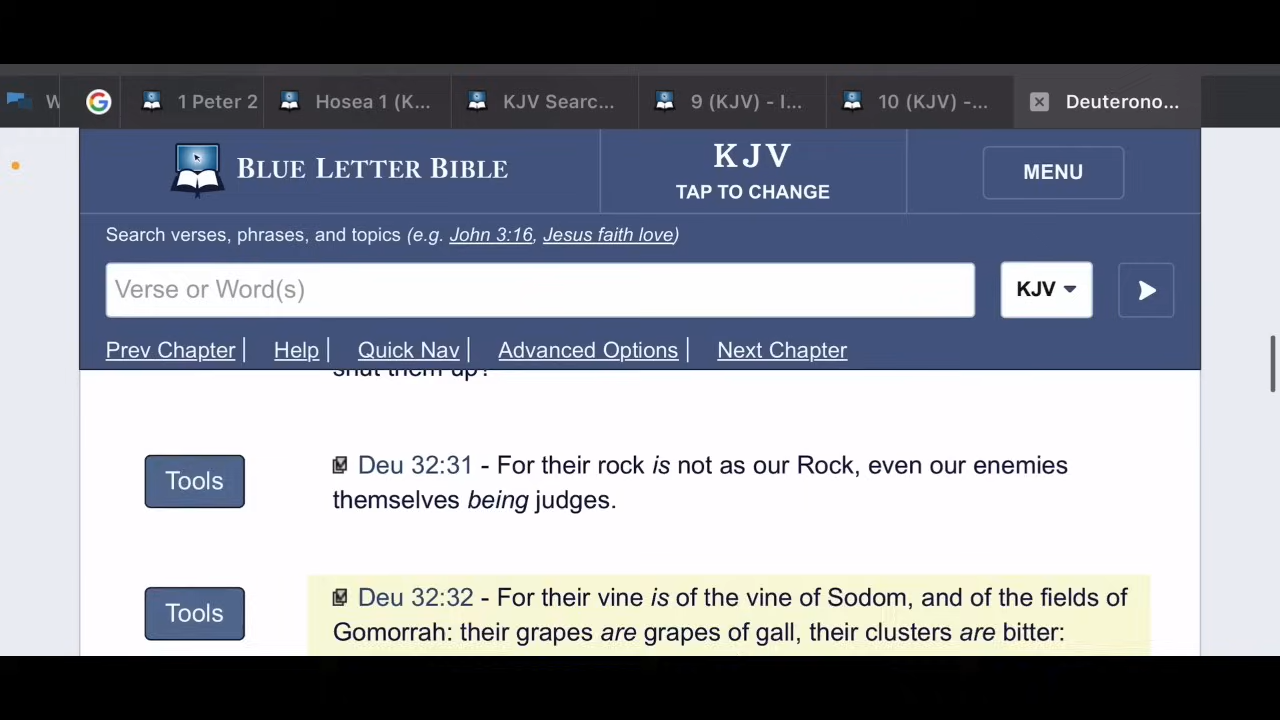 W
1 Peter 2
Hosea 1 (K...
KJV Searc...
9 (KJV) - I...
10 (KJV) -...
Deuterono...
BLUE LETTER BIBLE
KJV
TAP TO CHANGE
MENU
Search verses, phrases, and topics (e.g. John 3:16, Jesus faith love)
Verse or Word(s)
KJV
Prev Chapter | Help | Quick Nav | Advanced Options | Next Chapter
shut them up?
Tools
Deu 32:31 - For their rock is not as our Rock, even our enemies
themselves being judges.
Tools
Deu 32:32 - For their vine is of the vine of Sodom, and of the fields of
Gomorrah: their grapes are grapes of gall, their clusters are bitter: